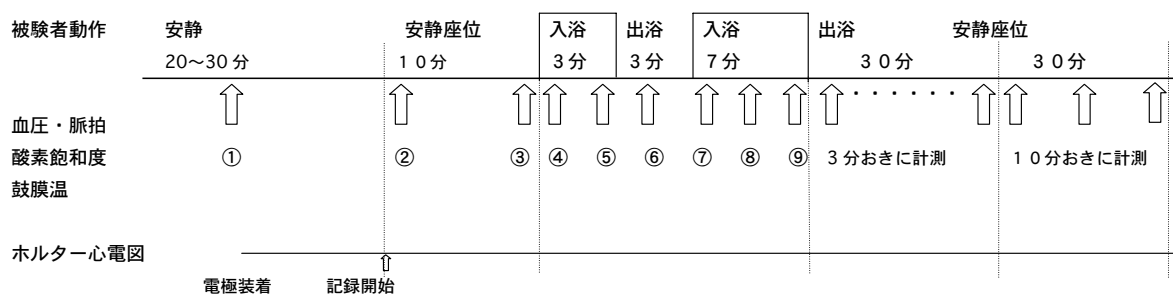 被験者動作 安静 安静座位 入浴 出浴 入浴 出浴 安静座位
20~30分 10分 3分 3分 7分 30分 30分
血圧・脈拍
酸素飽和度 ① ② ③ ④ ⑤ ⑥ ⑦ ⑧ ⑨ 3分おきに計測 10分おきに計測
鼓膜温
ホルター心電図
電極装着 記録開始